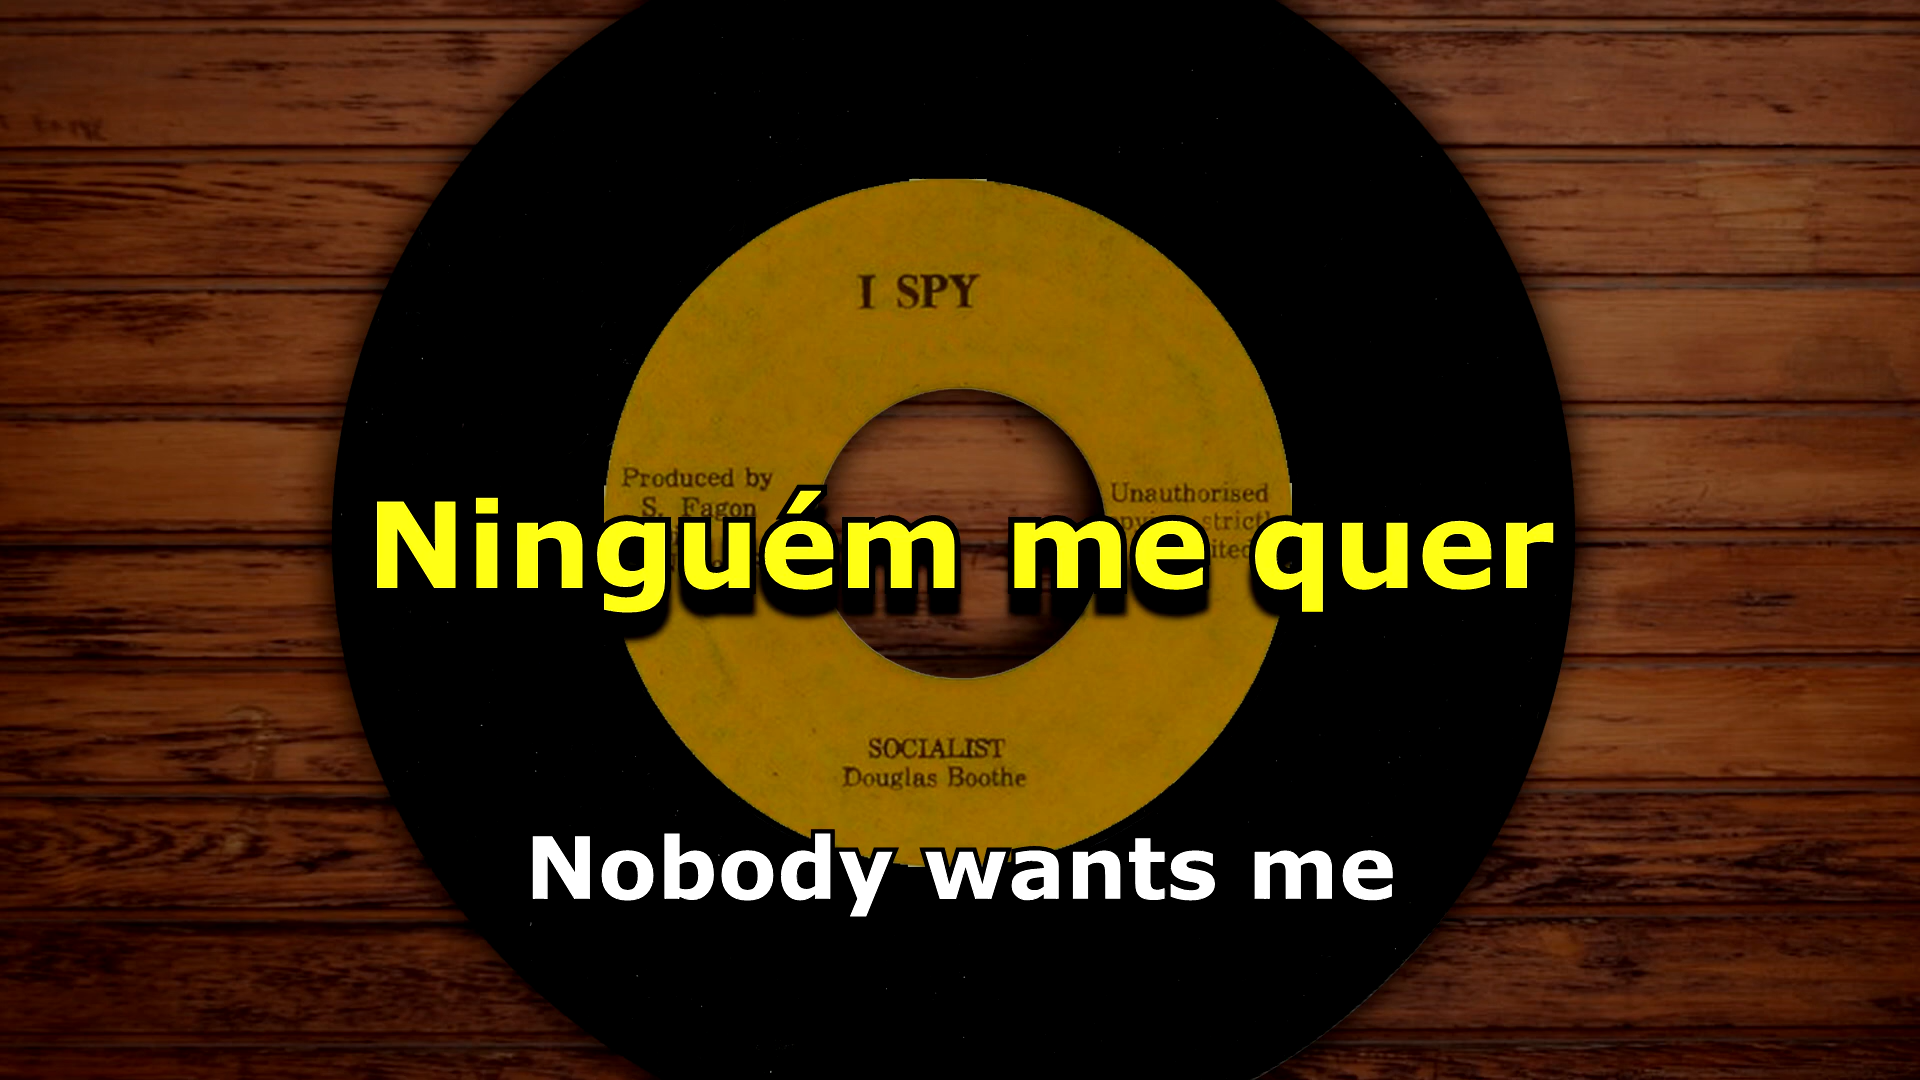 I SPY
Produced by
S. Fagon
Unauthorised
Ninguém me quer
SOCIALIST
Douglas Boothe
Nobody wants me